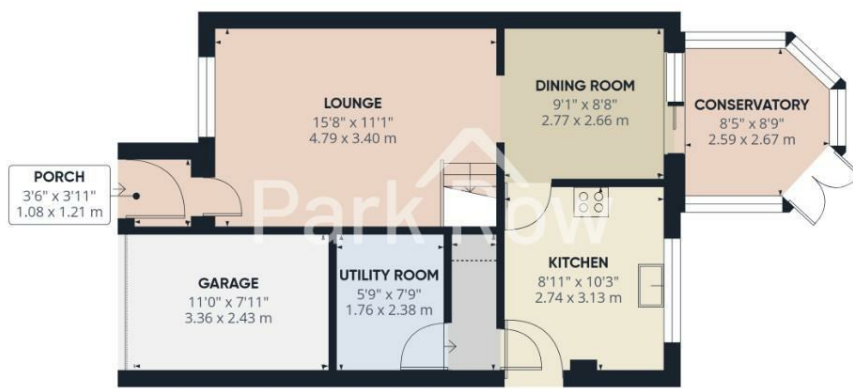 LOUNGE
15'8" x 11'1"
4.79 x 3.40 m
DINING ROOM
9'1" x 8'8"
2.77 x 2.66 m
CONSERVATORY
8'5" x 8'9"
2.59 x 2.67 m
PORCH
3'6" x 3'11"
1.08 x 1.21 m
Park Row
GARAGE
11'0" x 7'11"
3.36 x 2.43 m
UTILITY ROOM
5'9" x 7'9"
1.76 x 2.38 m
KITCHEN
8'11" x 10'3"
2.74 x 3.13 m